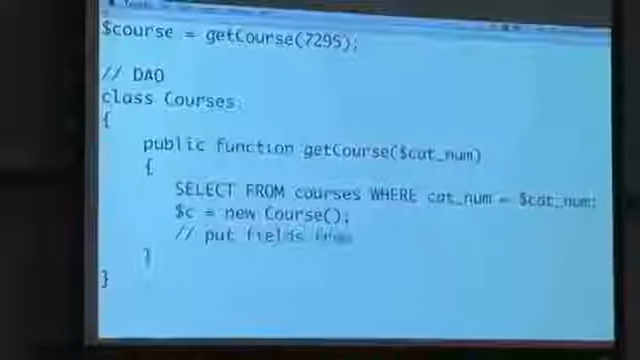 $course = getCourse(7295);
// DAO
class Courses
{
public function getCourse($cat_num)
{
SELECT FROM courses WHERE cat_num = $cat_num;
$c = new Course();
// put fields
}
}